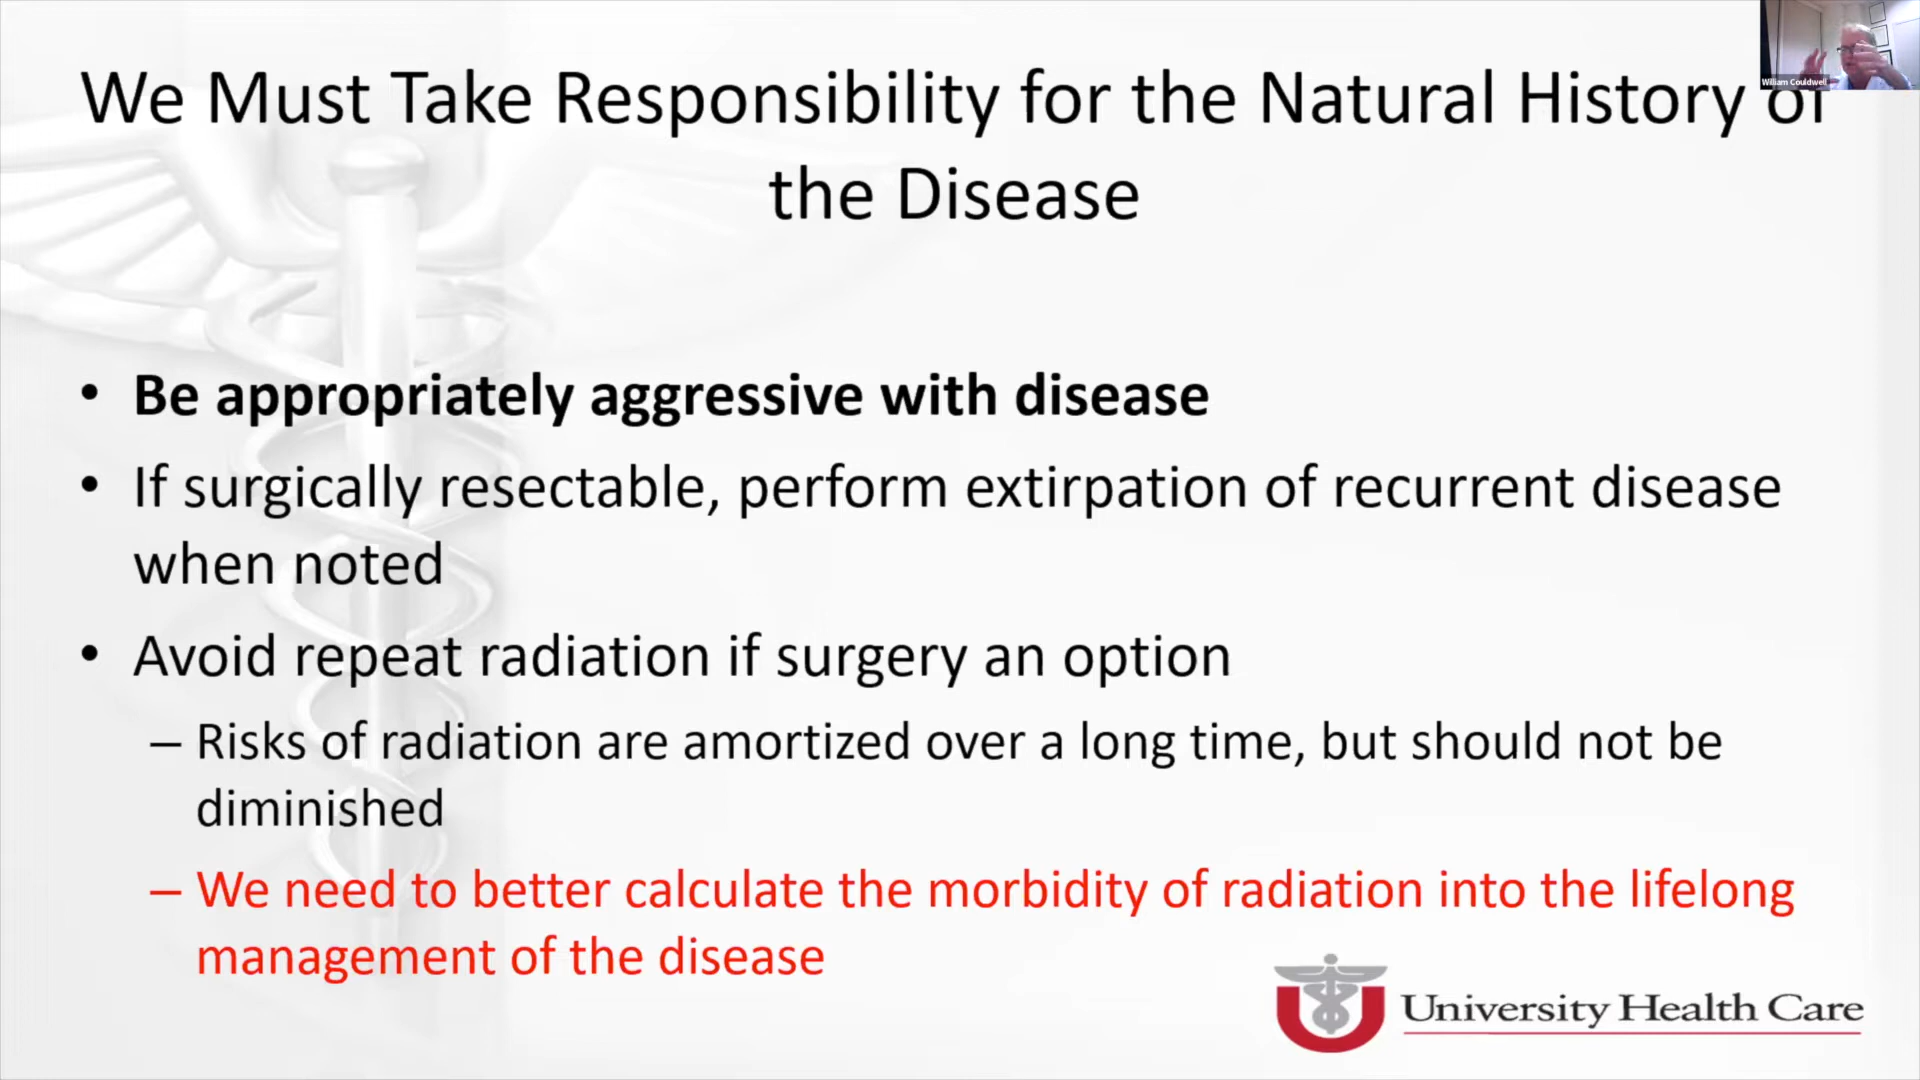 William Couldwell
We Must Take Responsibility for the Natural History of
the Disease
• Be appropriately aggressive with disease
• If surgically resectable, perform extirpation of recurrent disease
when noted
• Avoid repeat radiation if surgery an option
– Risks of radiation are amortized over a long time, but should not be
diminished
– We need to better calculate the morbidity of radiation into the lifelong
management of the disease
University Health Care